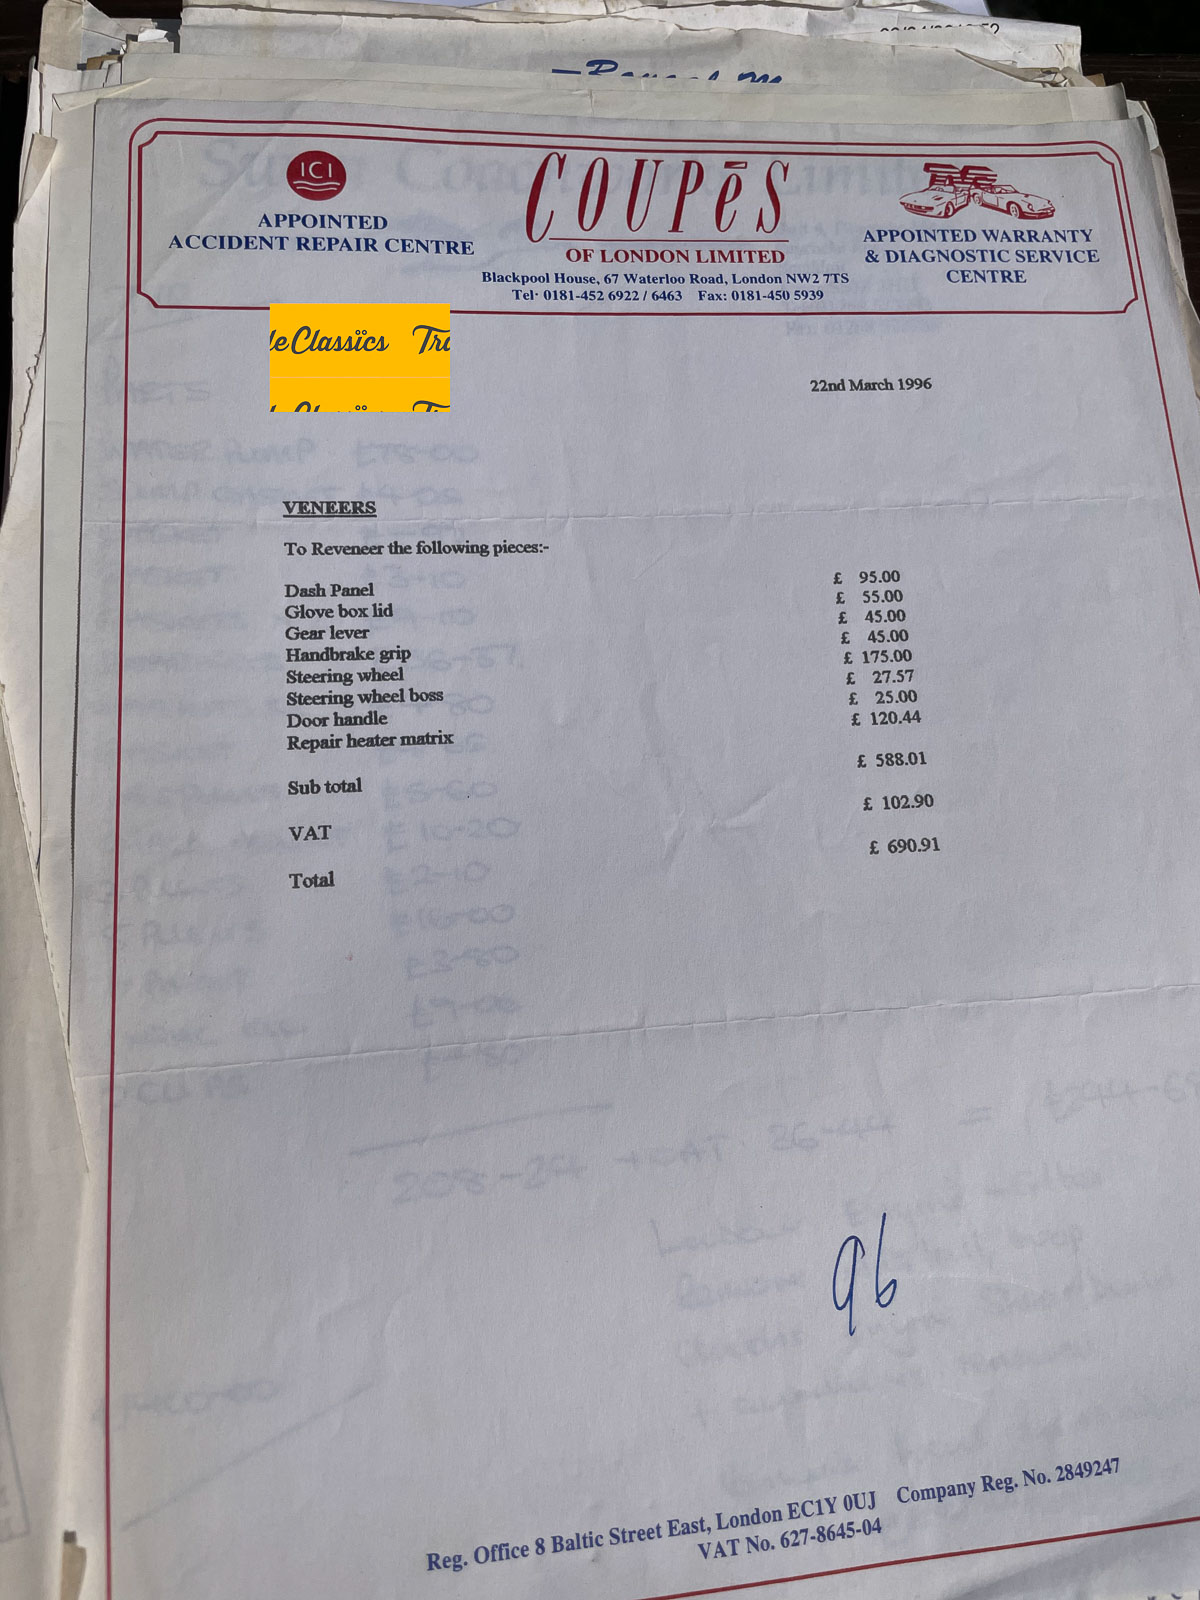 ICI
APPOINTED
ACCIDENT REPAIR CENTRE
COUPēS
OF LONDON LIMITED
Blackpool House, 67 Waterloo Road, London NW2 7TS
Tel· 0181-452 6922 / 6463 Fax: 0181-450 5939
APPOINTED WARRANTY
& DIAGNOSTIC SERVICE
CENTRE
leClassics Tra
22nd March 1996
VENEERS
To Reveneer the following pieces:-
Dash Panel £ 95.00
Glove box lid £ 55.00
Gear lever £ 45.00
Handbrake grip £ 45.00
Steering wheel £ 175.00
Steering wheel boss £ 27.57
Door handle £ 25.00
Repair heater matrix £ 120.44
Sub total £ 588.01
VAT £ 102.90
Total £ 690.91
96
Reg. Office 8 Baltic Street East, London EC1Y 0UJ Company Reg. No. 2849247
VAT No. 627-8645-04